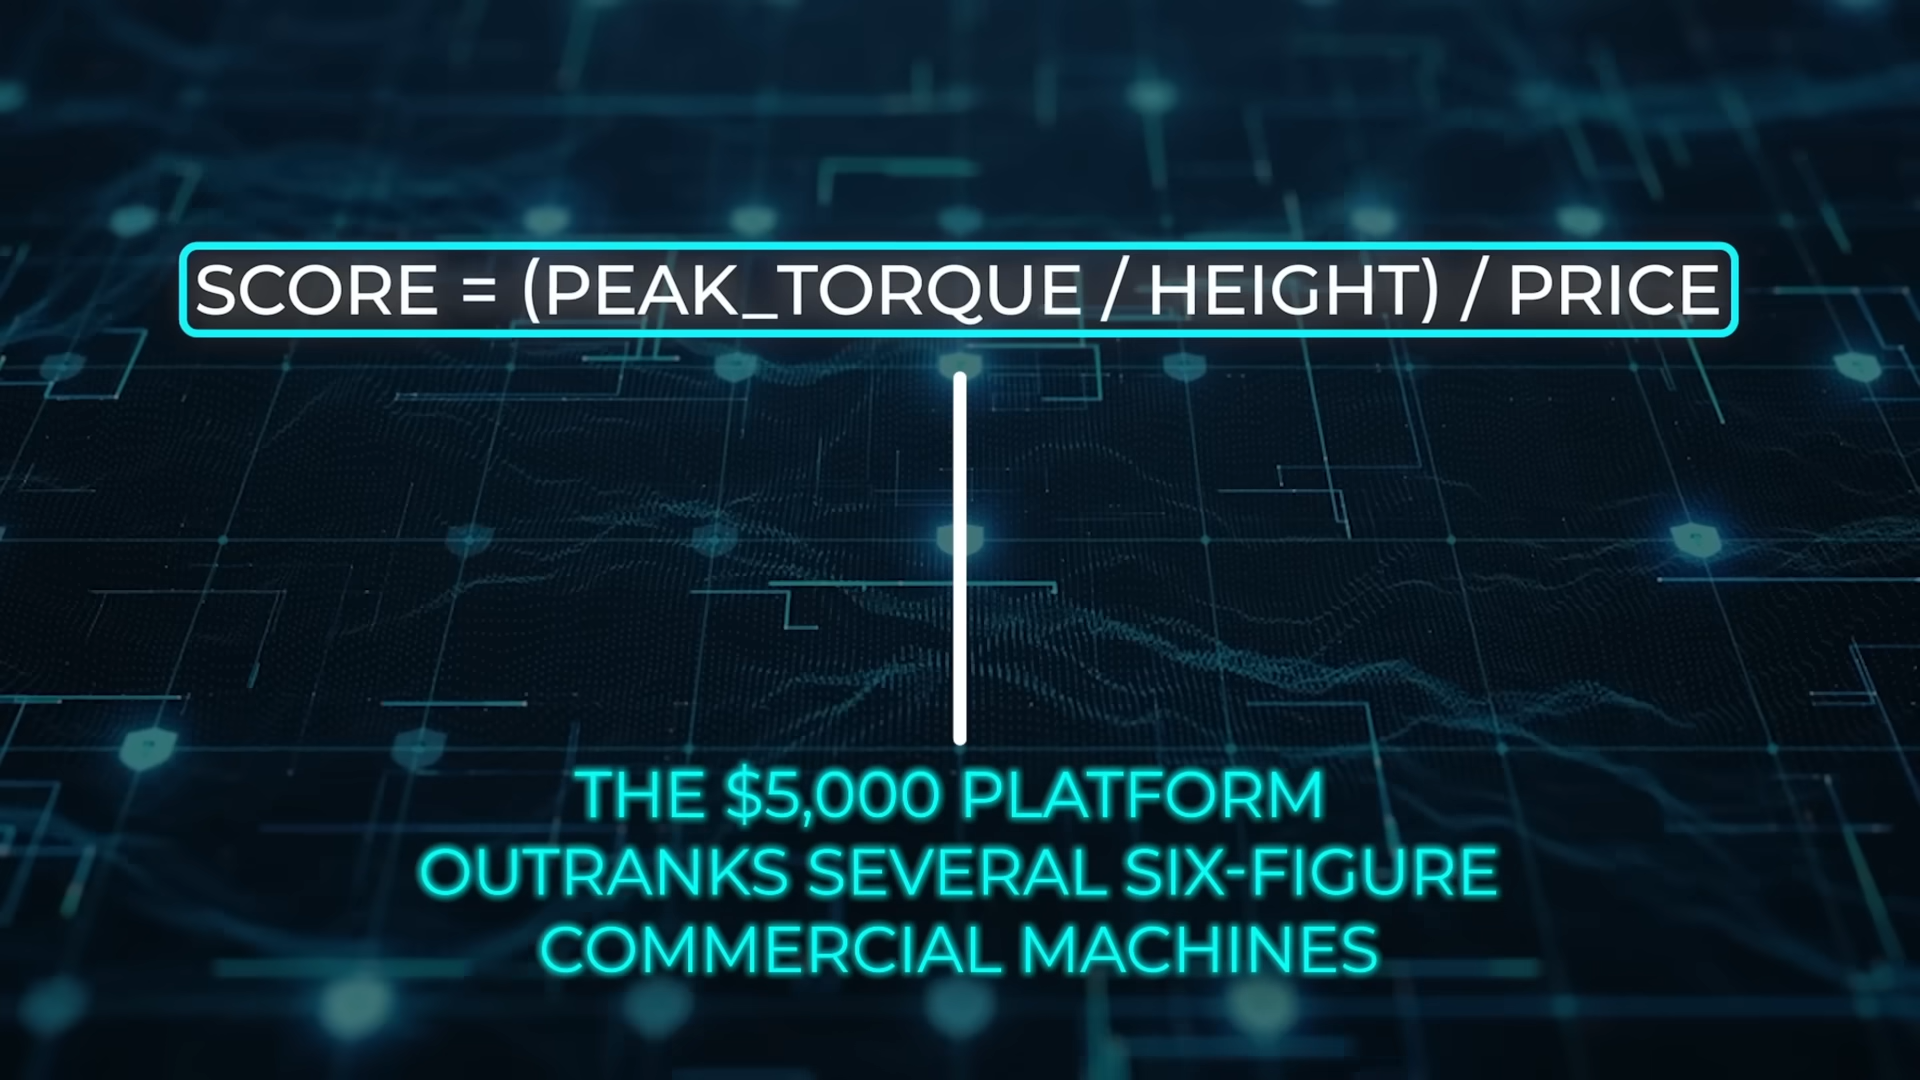 SCORE = (PEAK_TORQUE / HEIGHT) / PRICE
THE $5,000 PLATFORM
OUTRANKS SEVERAL SIX-FIGURE
COMMERCIAL MACHINES